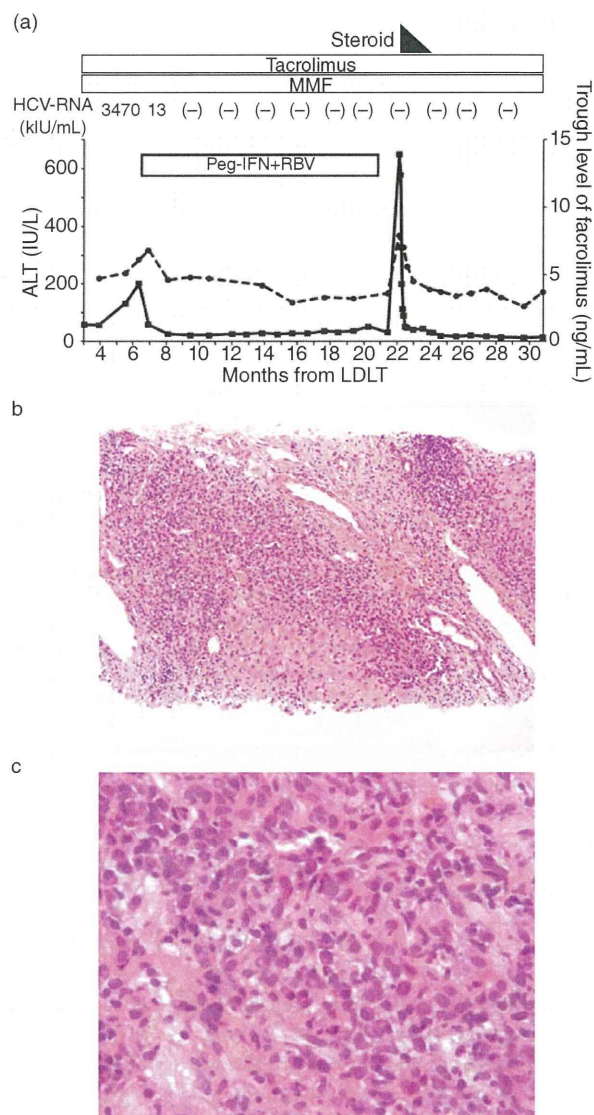 (a)
Steroid
Tacrolimus
MMF
HCV-RNA 3470 13 (–) (–) (–) (–) (–) (–) (–) (–) (–) (–)
(kIU/mL)
Peg-IFN+RBV
600
400
200
0
ALT (IU/L)
15
10
5
0
Trough level of facrolimus (ng/mL)
4 6 8 10 12 14 16 18 20 22 24 26 28 30
Months from LDLT
b
c